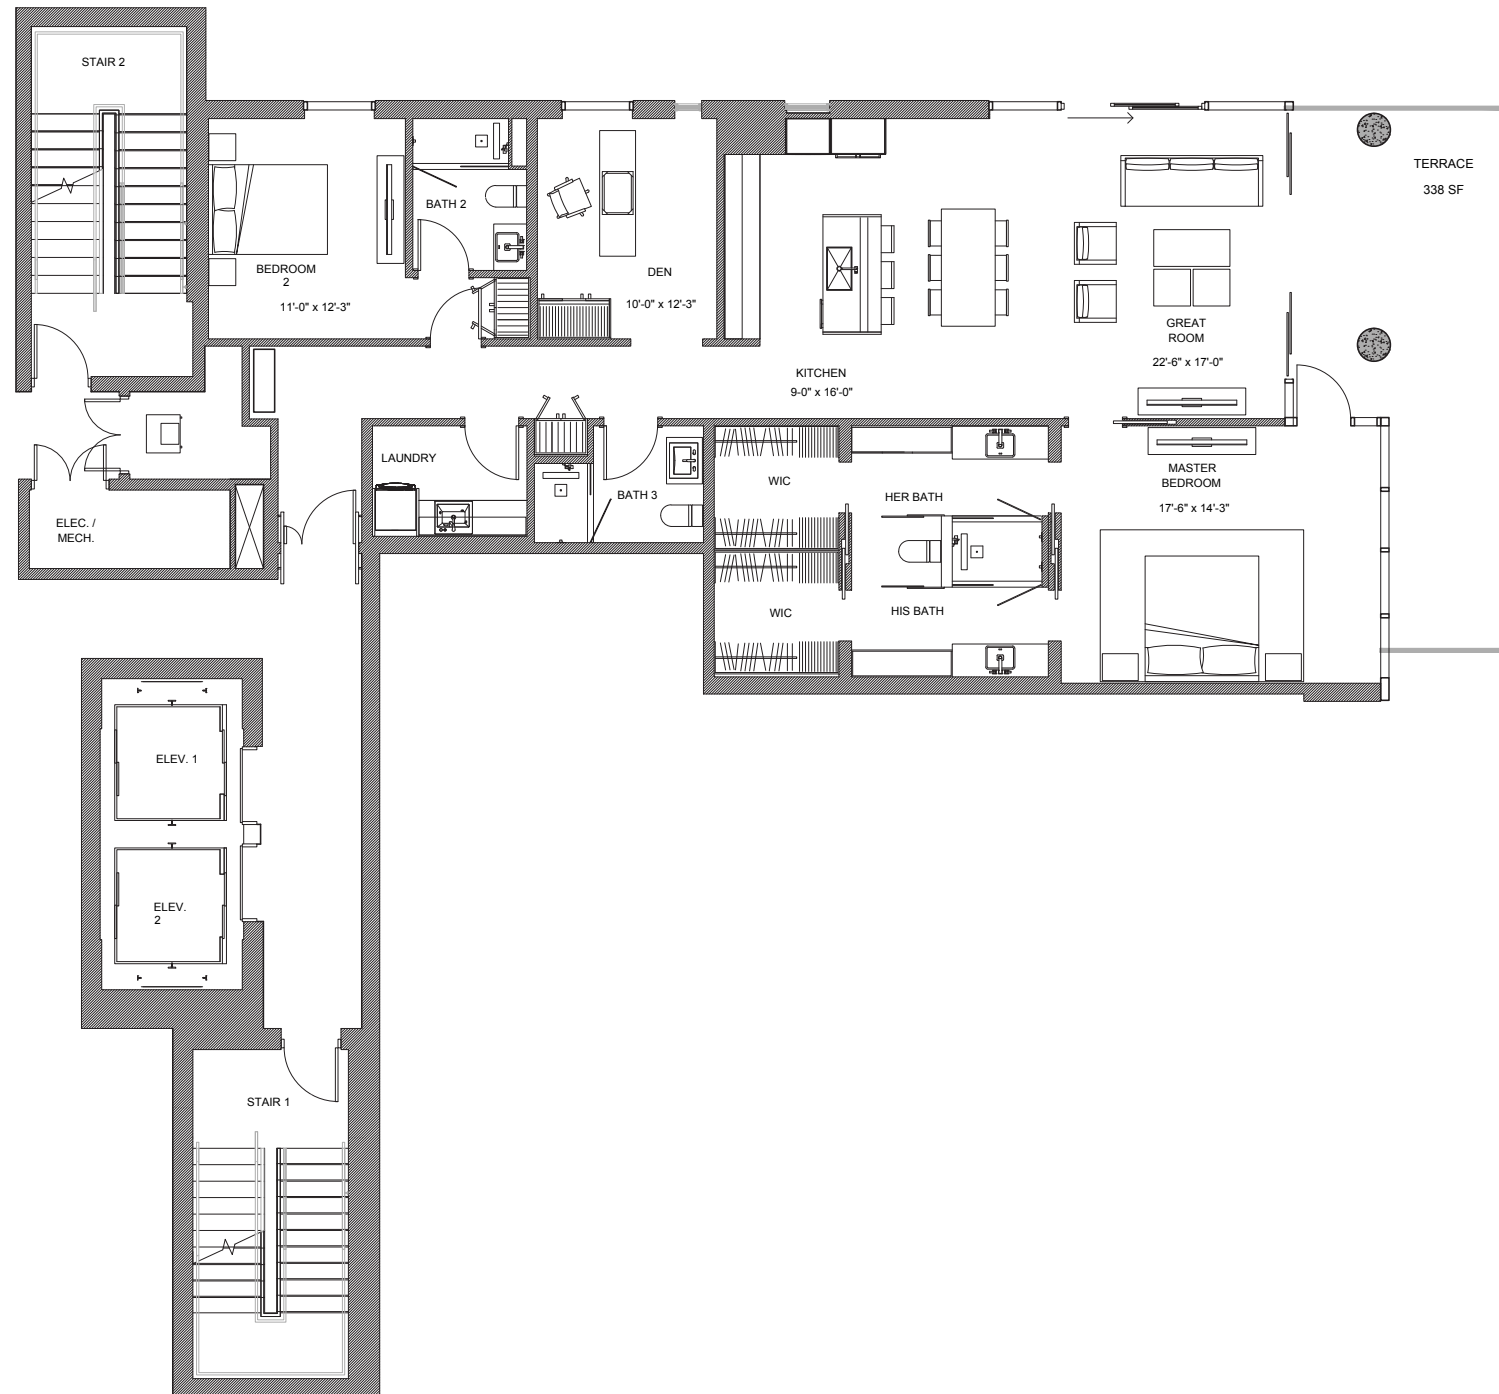 STAIR 2
TERRACE
338 SF
BATH 2
BEDROOM
2
11'-0" x 12'-3"
DEN
10'-0" x 12'-3"
GREAT
ROOM
22'-6" x 17'-0"
KITCHEN
9-0" x 16'-0"
LAUNDRY
BATH 3
WIC
HER BATH
MASTER
BEDROOM
17'-6" x 14'-3"
ELEC. /
MECH.
WIC
HIS BATH
ELEV. 1
ELEV.
2
STAIR 1